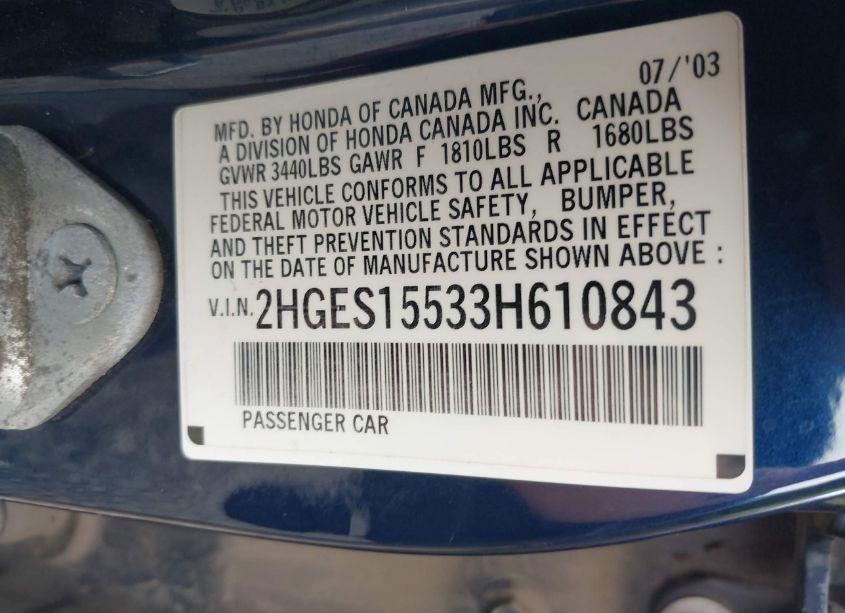 07/'03
MFD. BY HONDA OF CANADA MFG.,
A DIVISION OF HONDA CANADA INC. CANADA
GVWR 3440LBS GAWR F 1810LBS R 1680LBS
THIS VEHICLE CONFORMS TO ALL APPLICABLE
FEDERAL MOTOR VEHICLE SAFETY, BUMPER,
AND THEFT PREVENTION STANDARDS IN EFFECT
ON THE DATE OF MANUFACTURE SHOWN ABOVE :
V.I.N. 2HGES15533H610843
PASSENGER CAR